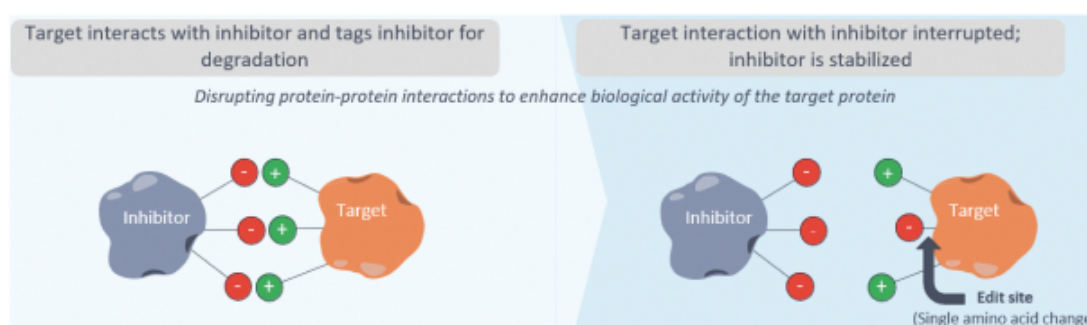 Target interacts with inhibitor and tags inhibitor for
degradation
Target interaction with inhibitor interrupted;
inhibitor is stabilized
Disrupting protein-protein interactions to enhance biological activity of the target protein
- +
Inhibitor
- +
Target
- +
-
+
Inhibitor
-
-
Target
-
+
Edit site
(Single amino acid change